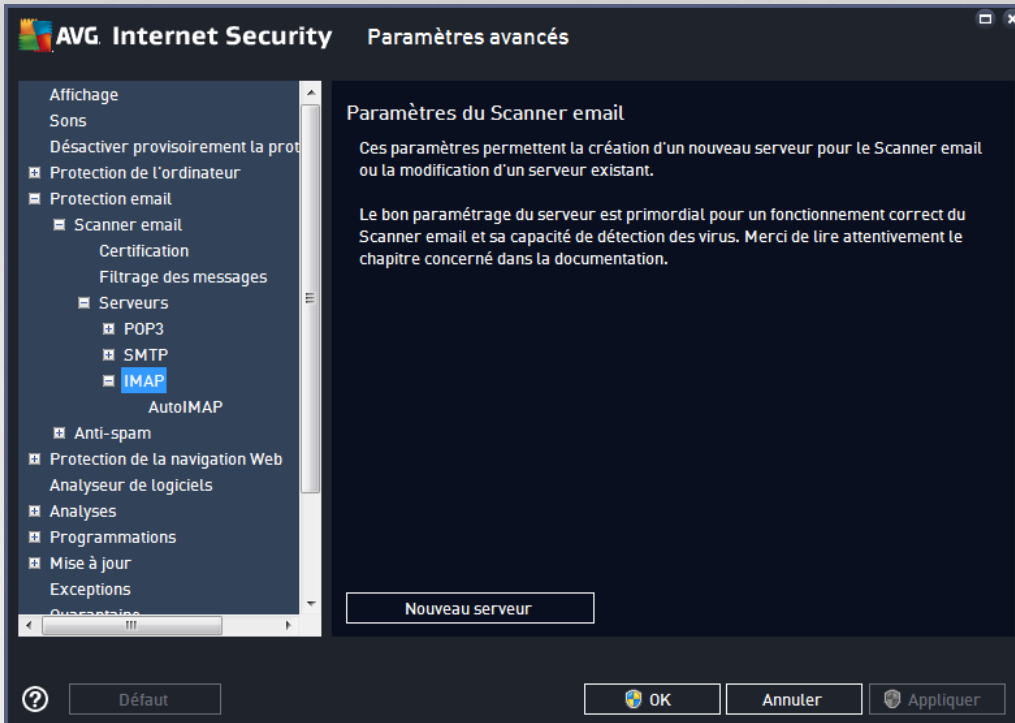 AVG Internet Security Paramètres avancés
Affichage
Sons
Désactiver provisoirement la prot
Protection de l'ordinateur
Protection email
Scanner email
Certification
Filtrage des messages
Serveurs
POP3
SMTP
IMAP
AutoIMAP
Anti-spam
Protection de la navigation Web
Analyseur de logiciels
Analyses
Programmations
Mise à jour
Exceptions
Quarantaine
Paramètres du Scanner email
Ces paramètres permettent la création d'un nouveau serveur pour le Scanner email
ou la modification d'un serveur existant.
Le bon paramétrage du serveur est primordial pour un fonctionnement correct du
Scanner email et sa capacité de détection des virus. Merci de lire attentivement le
chapitre concerné dans la documentation.
Nouveau serveur
? Défaut OK Annuler Appliquer